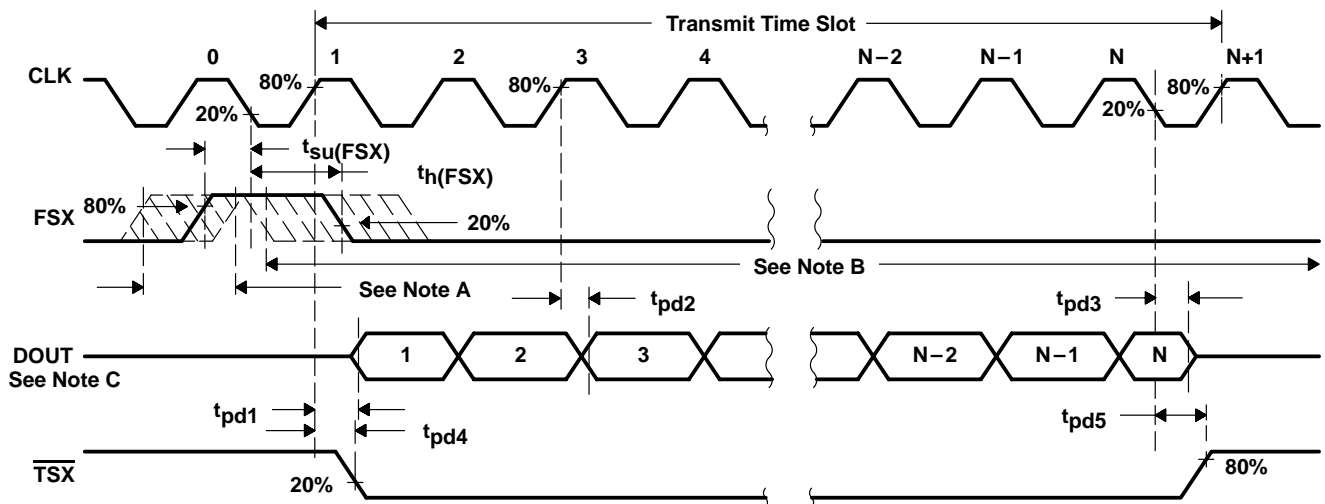 Transmit Time Slot
0 1 2 3 4 N−2 N−1 N N+1
CLK
80%
20%
80%
20%
80%
tsu(FSX)
th(FSX)
FSX
80%
20%
See Note B
See Note A
tpd2
tpd3
DOUT
See Note C
1 2 3 N−2 N−1 N
tpd1
tpd4
tpd5
TSX
20%
80%